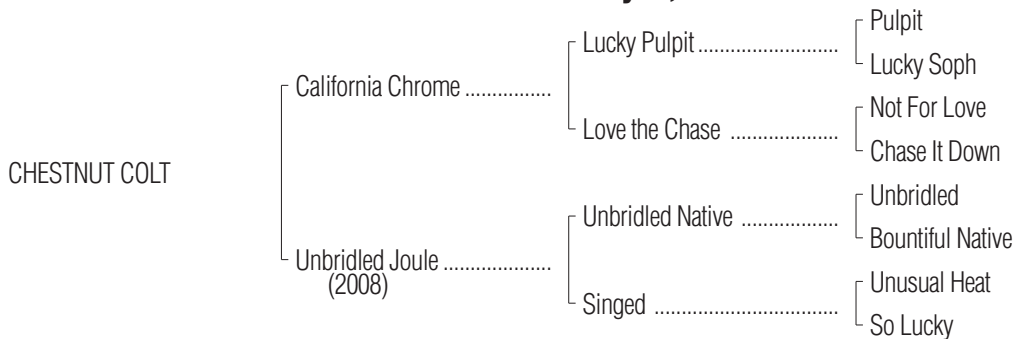 Pulpit
Lucky Pulpit ............................
Lucky Soph
California Chrome .................
Not For Love
Love the Chase .....................
Chase It Down
CHESTNUT COLT
Unbridled
Unbridled Native ...................
Bountiful Native
Unbridled Joule .....................
(2008)
Unusual Heat
Singed ....................................
So Lucky